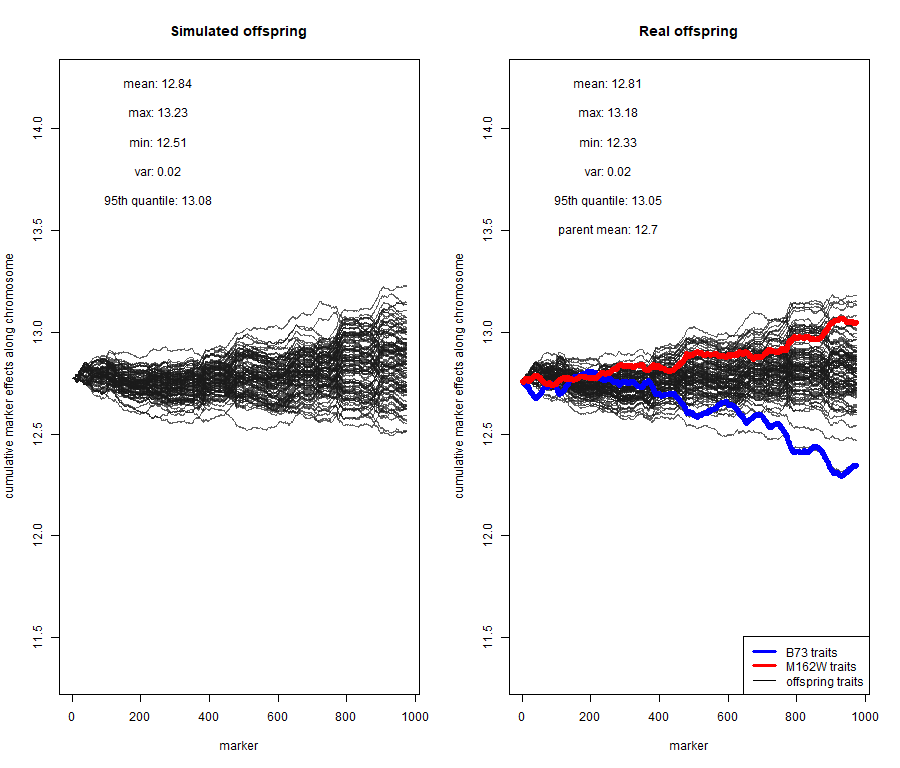 Simulated offspring
mean: 12.84
max: 13.23
min: 12.51
var: 0.02
95th quantile: 13.08
cumulative marker effects along chromosome
14.0
13.5
13.0
12.5
12.0
11.5
0 200 400 600 800 1000
marker
Real offspring
mean: 12.81
max: 13.18
min: 12.33
var: 0.02
95th quantile: 13.05
parent mean: 12.7
cumulative marker effects along chromosome
14.0
13.5
13.0
12.5
12.0
11.5
B73 traits
M162W traits
offspring traits
0 200 400 600 800 1000
marker